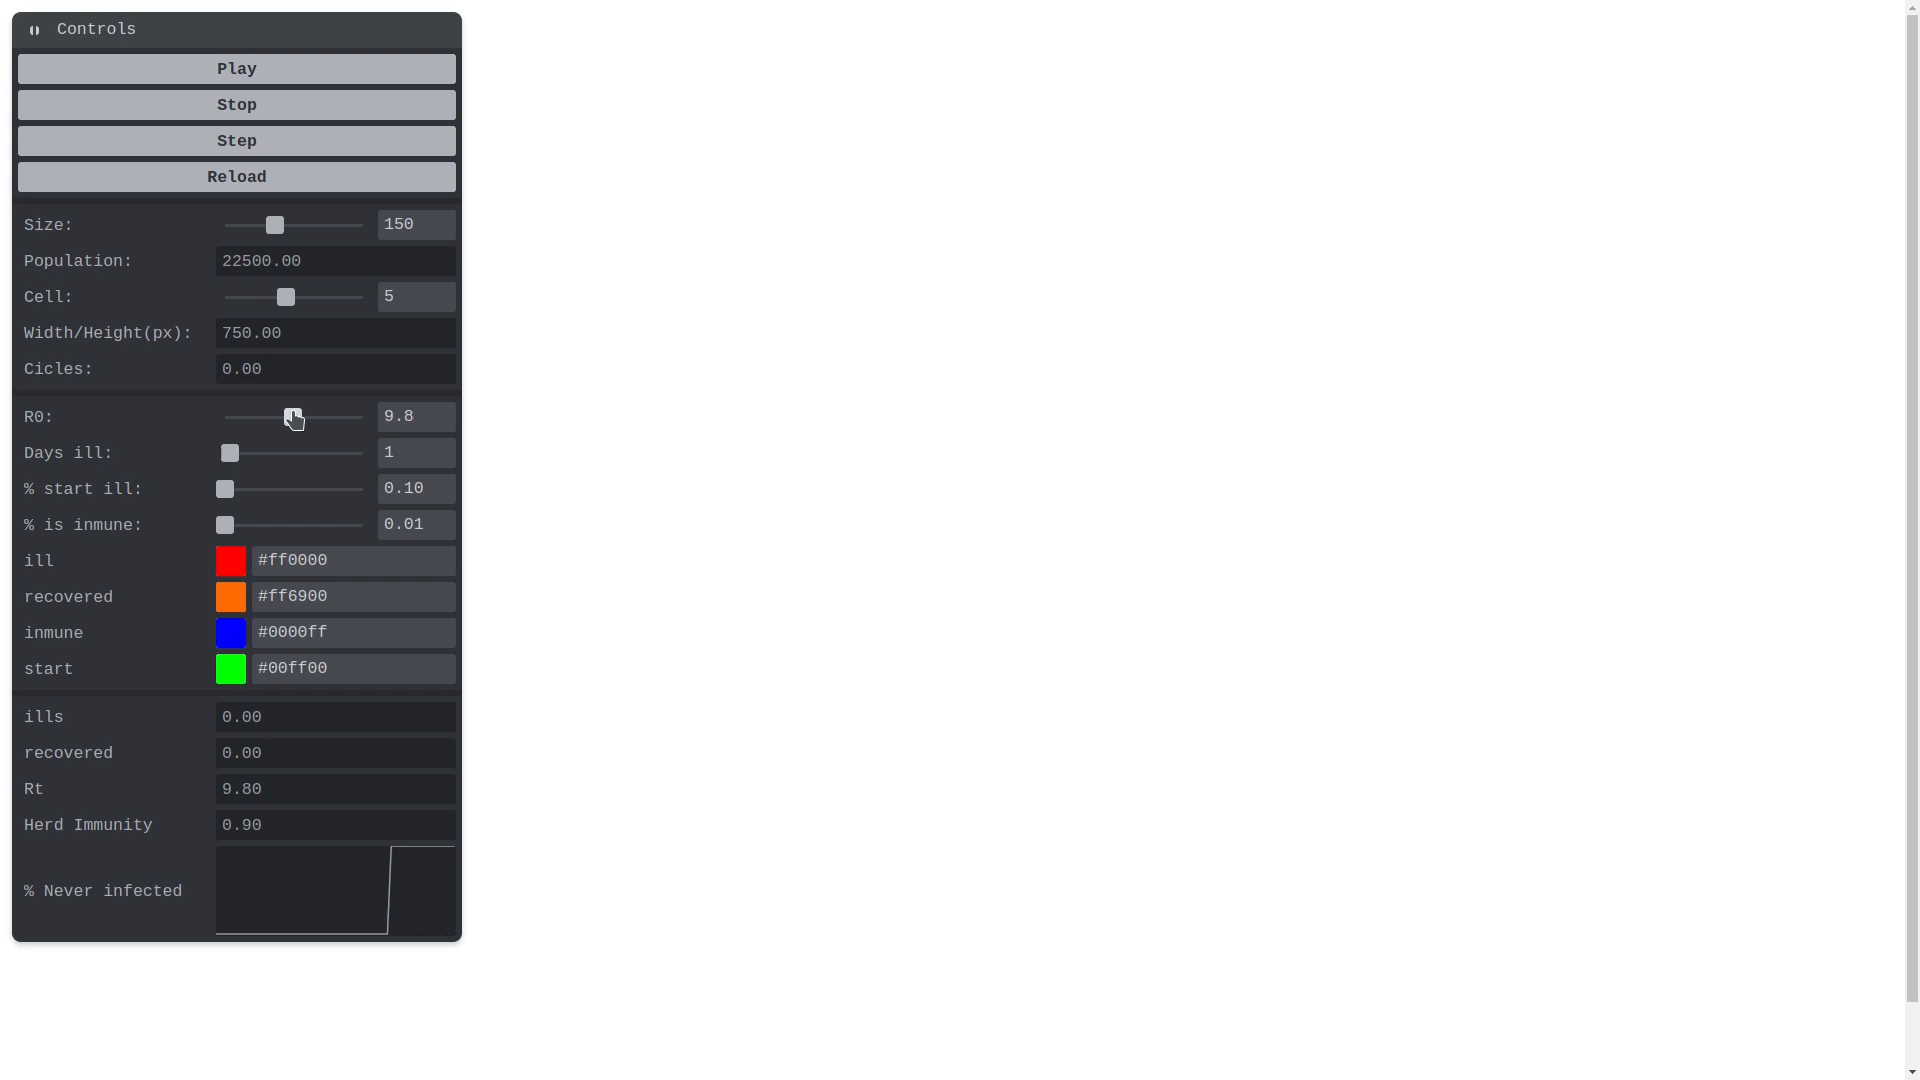 Controls
Play
Stop
Step
Reload
Size: 150
Population: 22500.00
Cell: 5
Width/Height(px): 750.00
Cicles: 0.00
R0: 9.8
Days ill: 1
% start ill: 0.10
% is inmune: 0.01
ill #ff0000
recovered #ff6900
inmune #0000ff
start #00ff00
ills 0.00
recovered 0.00
Rt 9.80
Herd Immunity 0.90
% Never infected